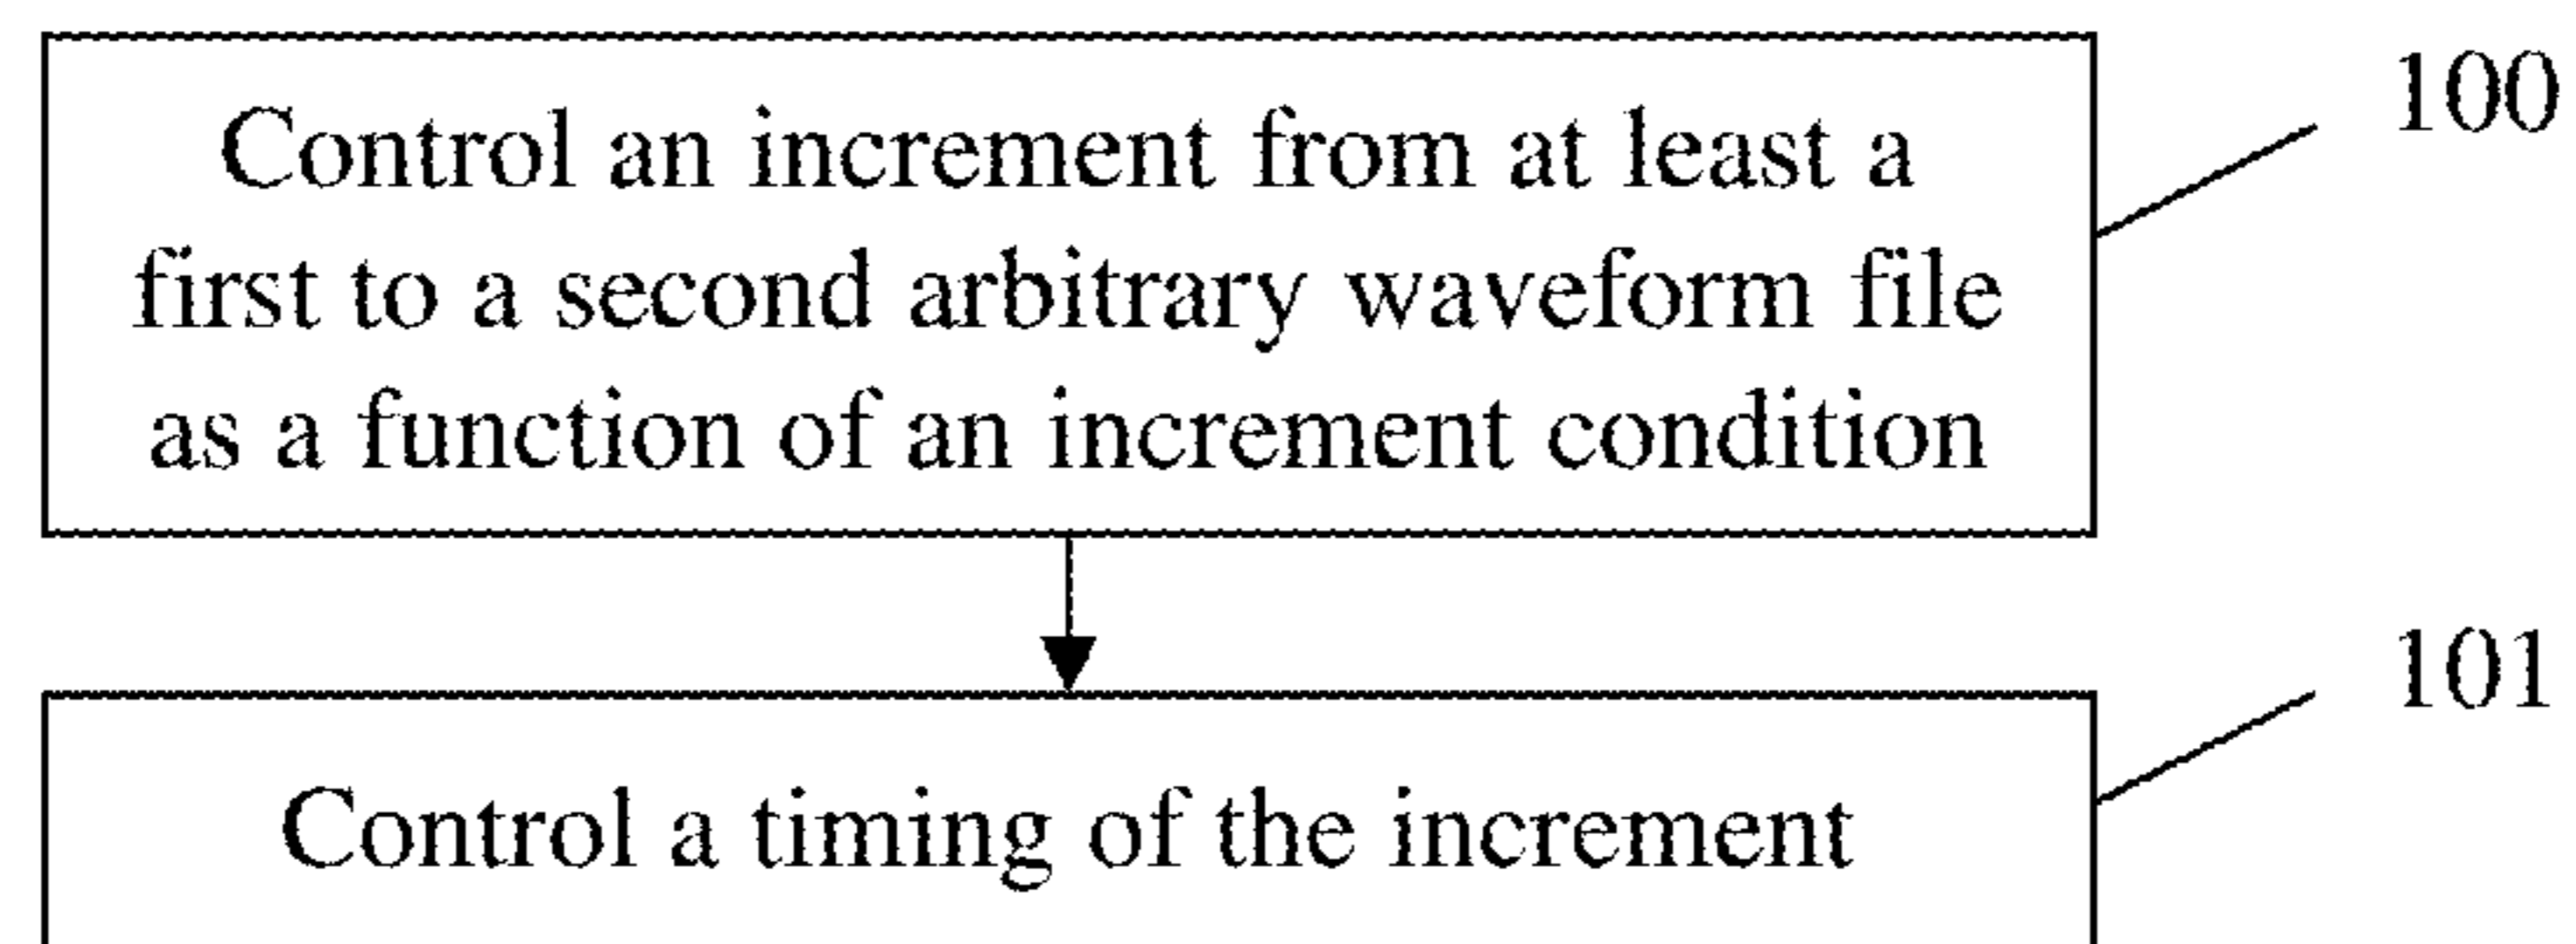 Control an increment from at least a
100
first to a second arbitrary waveform file
as a function of an increment condition
101
Control a timing of the increment